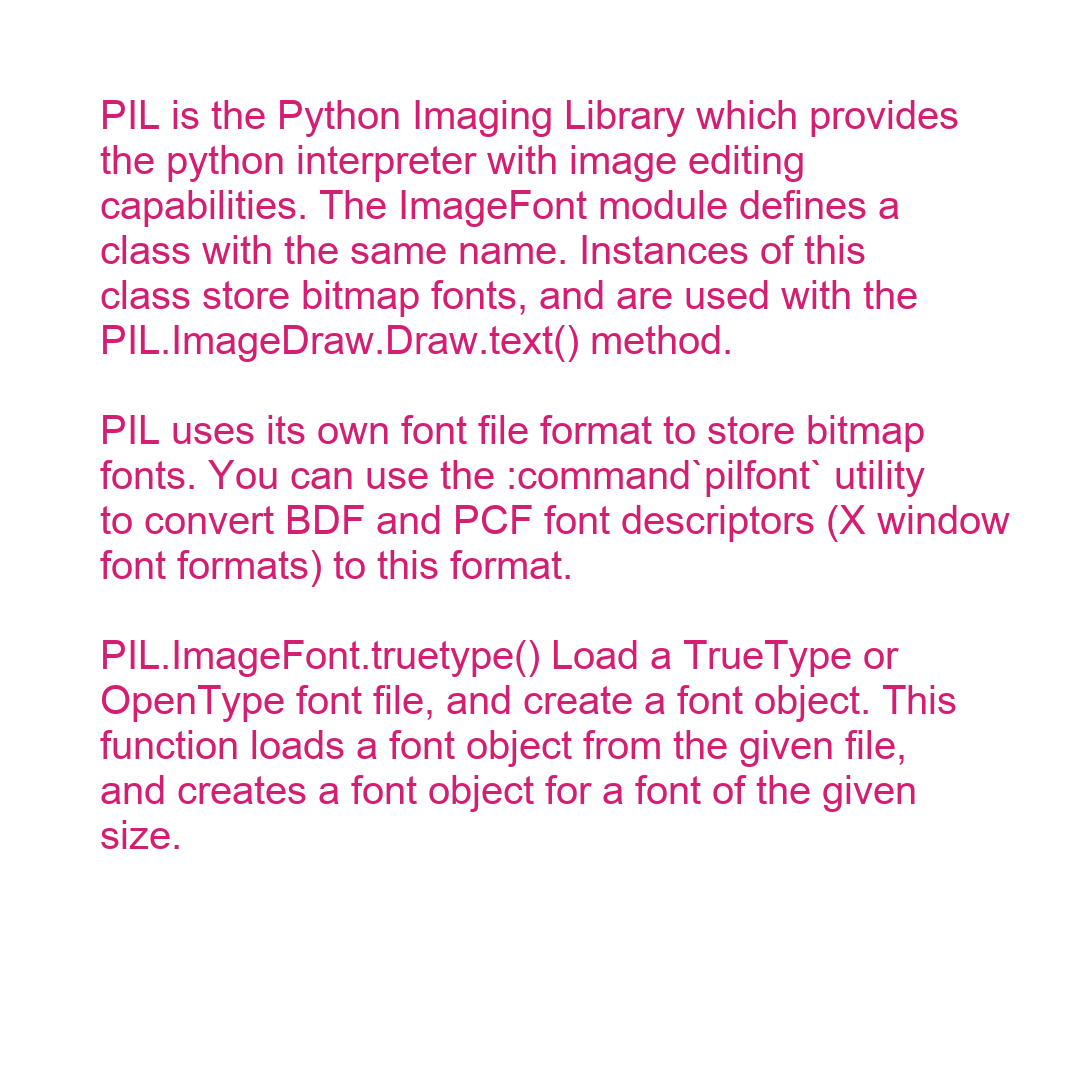 PIL is the Python Imaging Library which provides
the python interpreter with image editing
capabilities. The ImageFont module defines a
class with the same name. Instances of this
class store bitmap fonts, and are used with the
PIL.ImageDraw.Draw.text() method.

PIL uses its own font file format to store bitmap
fonts. You can use the :command`pilfont` utility
to convert BDF and PCF font descriptors (X window
font formats) to this format.

PIL.ImageFont.truetype() Load a TrueType or
OpenType font file, and create a font object. This
function loads a font object from the given file,
and creates a font object for a font of the given
size.